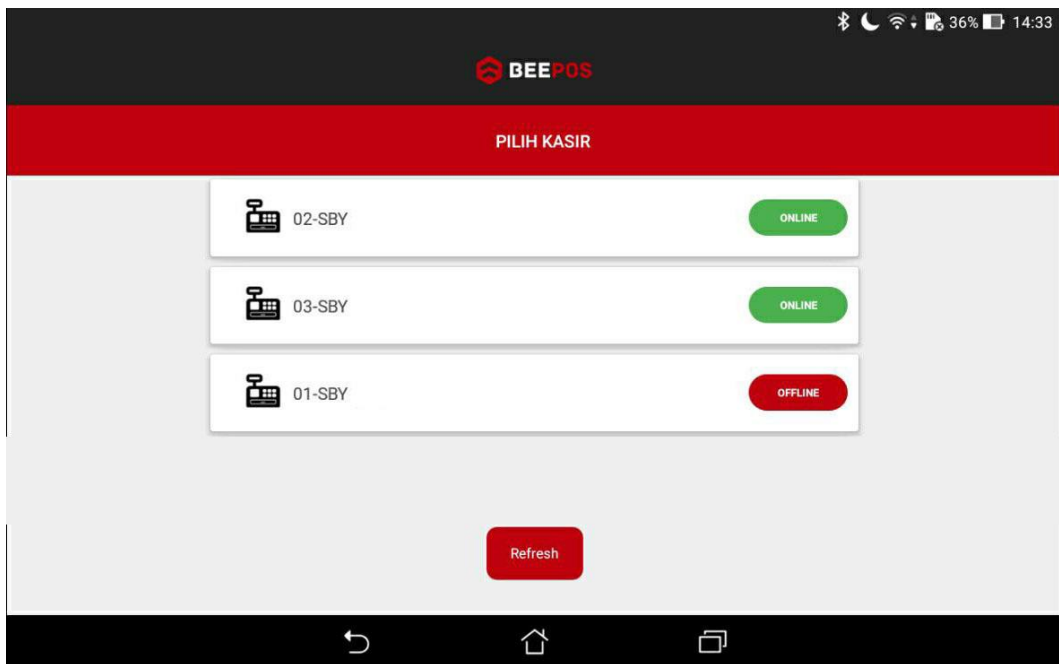 36% 14:33
BEEPOS
PILIH KASIR
02-SBY ONLINE
03-SBY ONLINE
01-SBY OFFLINE
Refresh